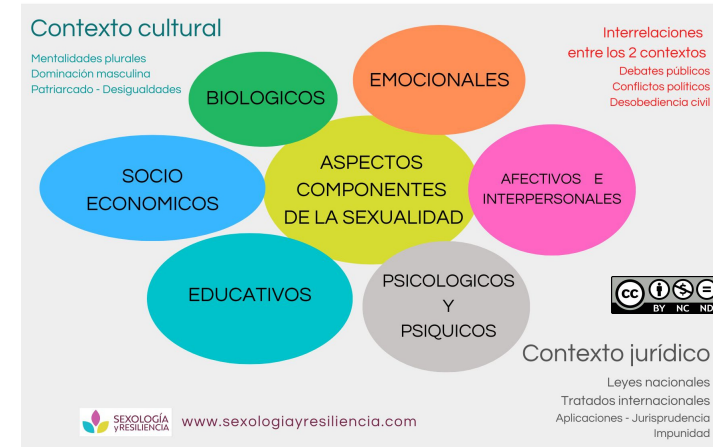 Contexto cultural
Mentalidades plurales
Dominación masculina
Patriarcado - Desigualdades
Interrelaciones
entre los 2 contextos
Debates públicos
Conflictos políticos
Desobediencia civil
BIOLOGICOS
EMOCIONALES
SOCIO
ECONOMICOS
ASPECTOS
COMPONENTES
DE LA SEXUALIDAD
AFECTIVOS E
INTERPERSONALES
EDUCATIVOS
PSICOLOGICOS
Y
PSIQUICOS
cc
BY NC ND
Contexto jurídico
Leyes nacionales
Tratados internacionales
Aplicaciones - Jurisprudencia
Impunidad
SEXOLOGÍA
yRESILIENCIA
www.sexologiayresiliencia.com